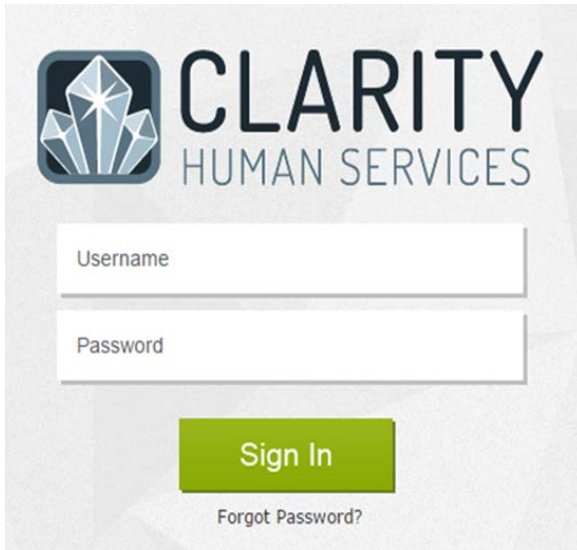 CLARITY
HUMAN SERVICES
Username
Password
Sign In
Forgot Password?